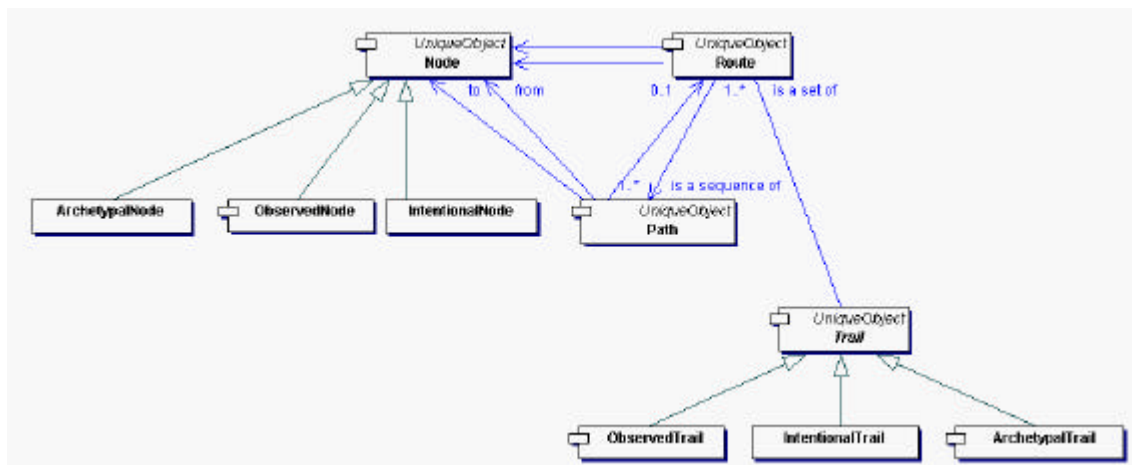 UniqueObject
Node
UniqueObject
Route
to from
0..1
1..*
is a set of
1..*
is a sequence of
ArchetypalNode
ObservedNode
IntentionalNode
UniqueObject
Path
UniqueObject
Trail
ObservedTrail
IntentionalTrail
ArchetypalTrail